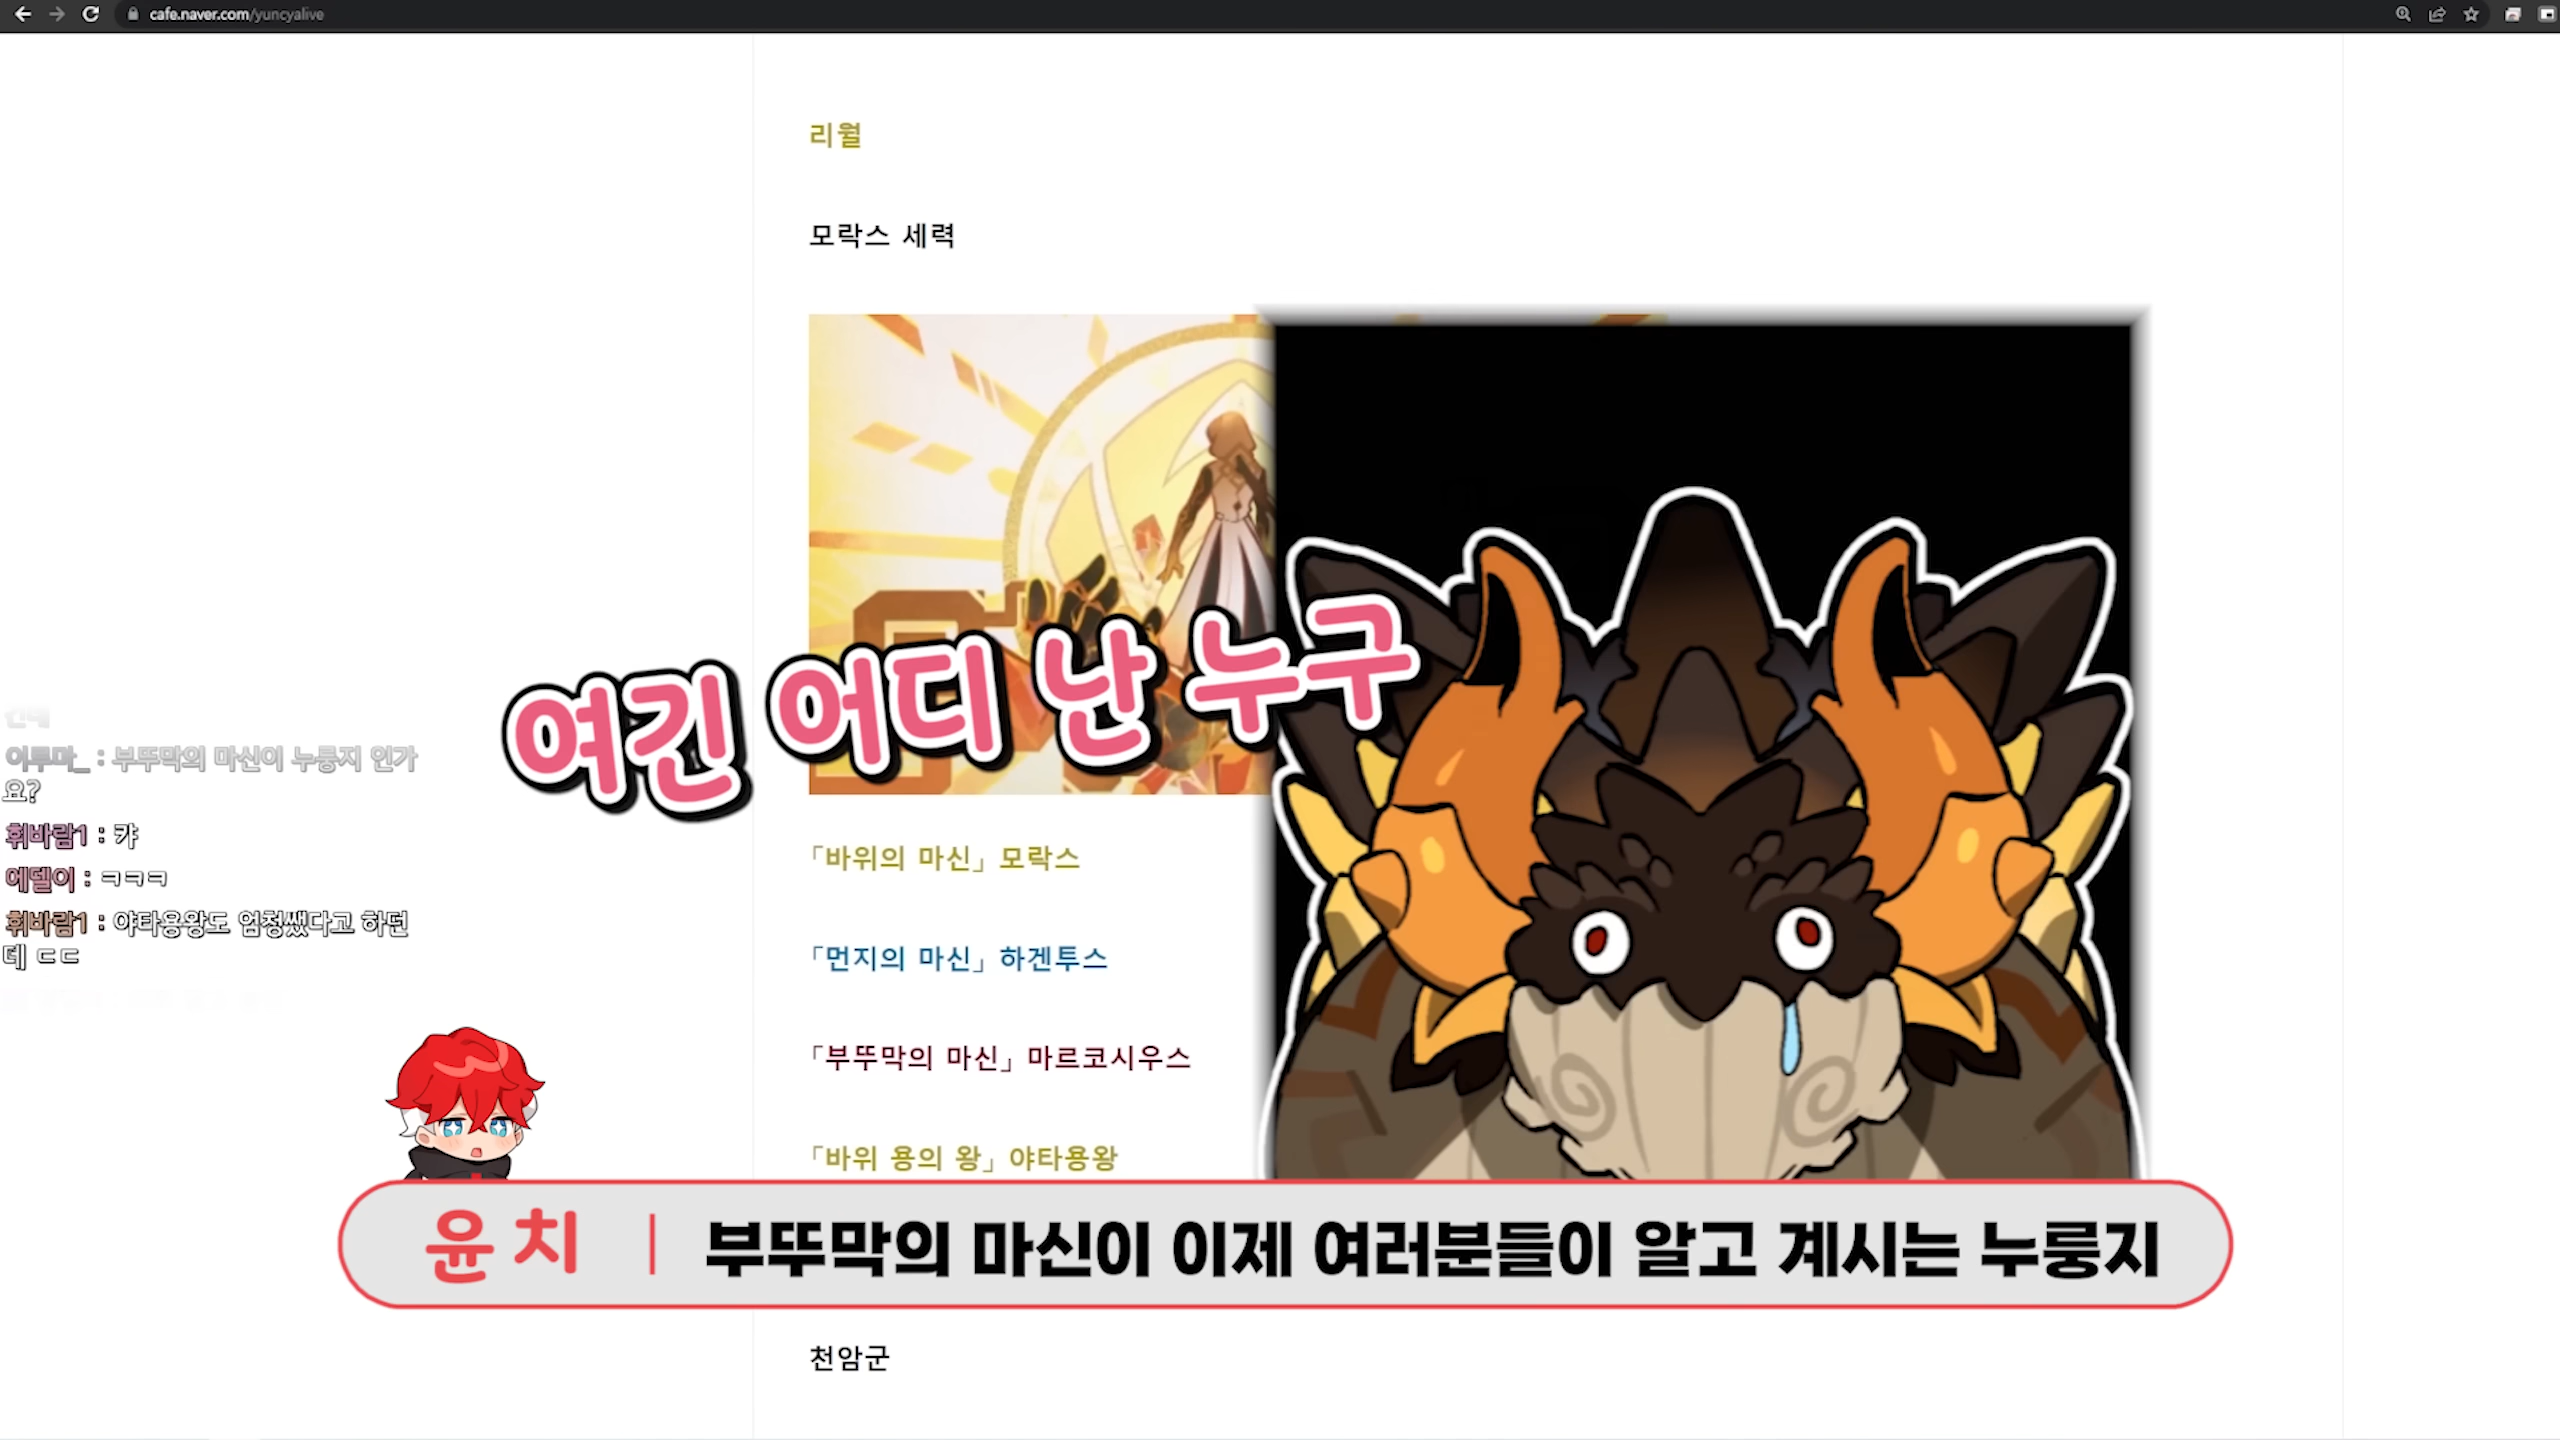 cafe.naver.com/yuncyalive
리월
모락스 세력
여긴 어디 난 누구
이루마_ : 부뚜막의 마신이 누룽지 인가
요?
휘바람1 : 캬
에델이 : ㅋㅋㅋ
휘바람1 : 야타용왕도 엄청쌨다고 하던
데 ㄷㄷ
「바위의 마신」 모락스
「먼지의 마신」 하겐투스
「부뚜막의 마신」 마르코시우스
「바위 용의 왕」 야타용왕
윤치 | 부뚜막의 마신이 이제 여러분들이 알고 계시는 누룽지
천암군